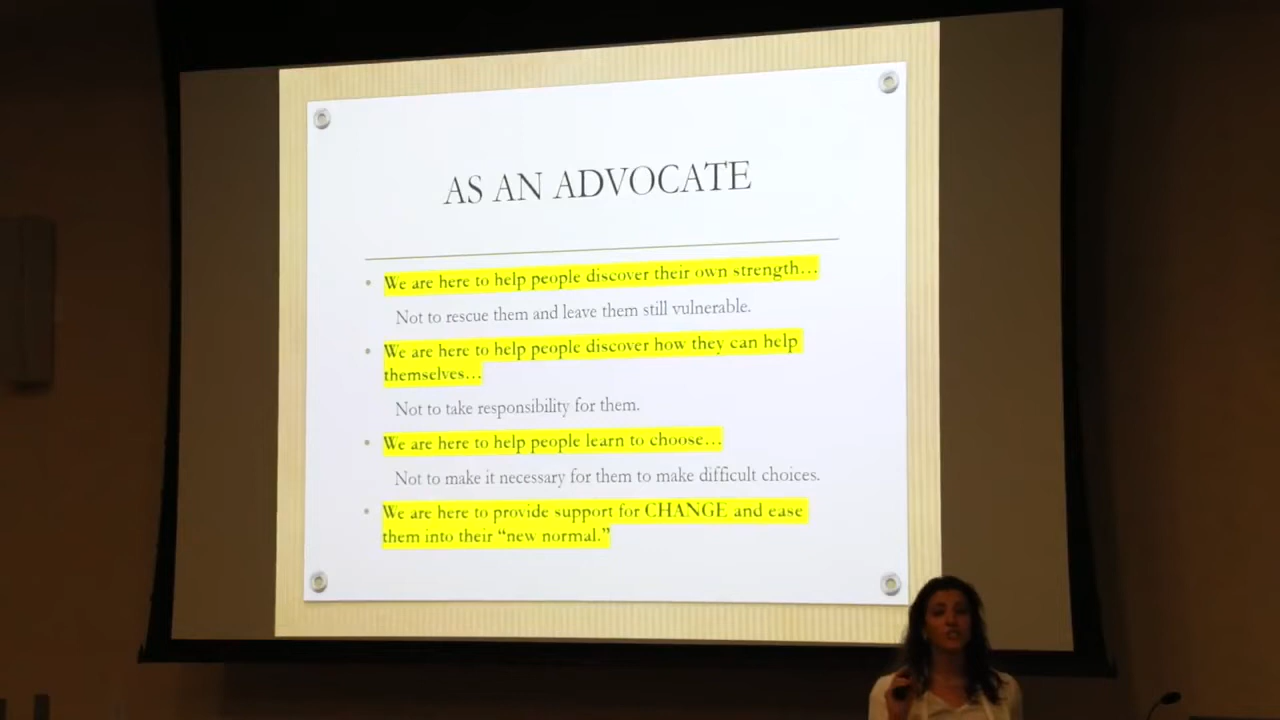 AS AN ADVOCATE
• We are here to help people discover their own strength…
Not to rescue them and leave them still vulnerable.
• We are here to help people discover how they can help
themselves…
Not to take responsibility for them.
• We are here to help people learn to choose…
Not to make it necessary for them to make difficult choices.
• We are here to provide support for CHANGE and ease
them into their “new normal.”